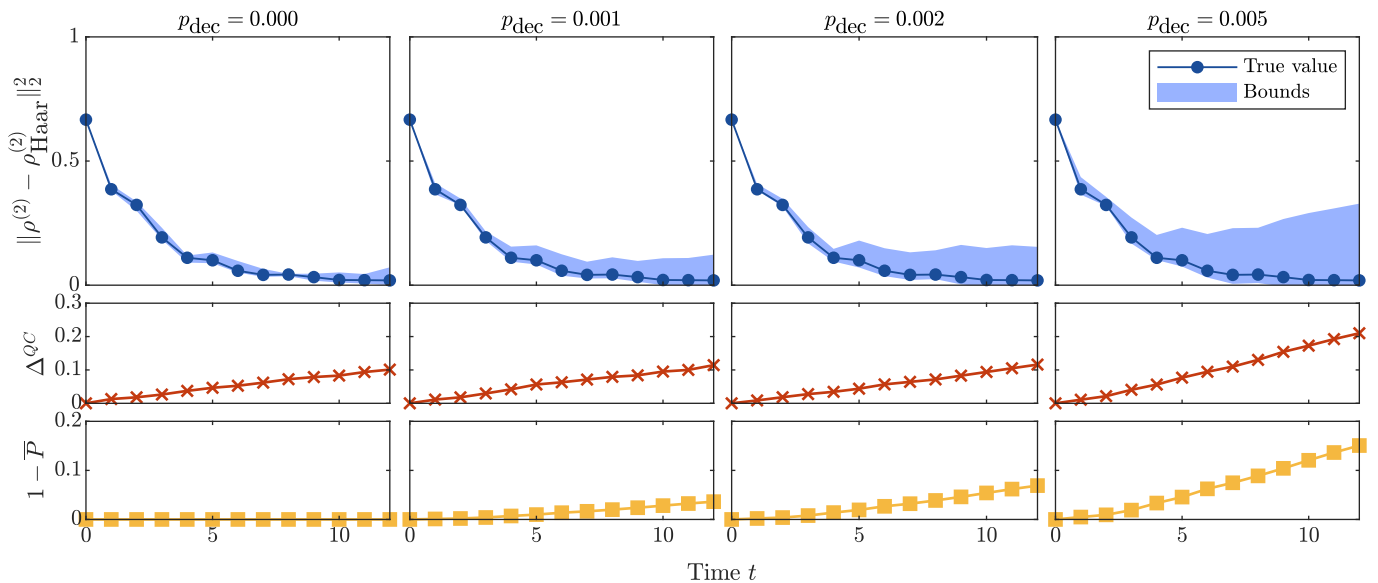 p_dec = 0.000
p_dec = 0.001
p_dec = 0.002
p_dec = 0.005
||ρ^(2) − ρ^(2)_Haar||^2_2
1
0.5
0
True value
Bounds
Δ^QC
0.3
0.2
0.1
0
1 − P̅̅
0.2
0.1
0
0 5 10
0 5 10
0 5 10
0 5 10
Time t